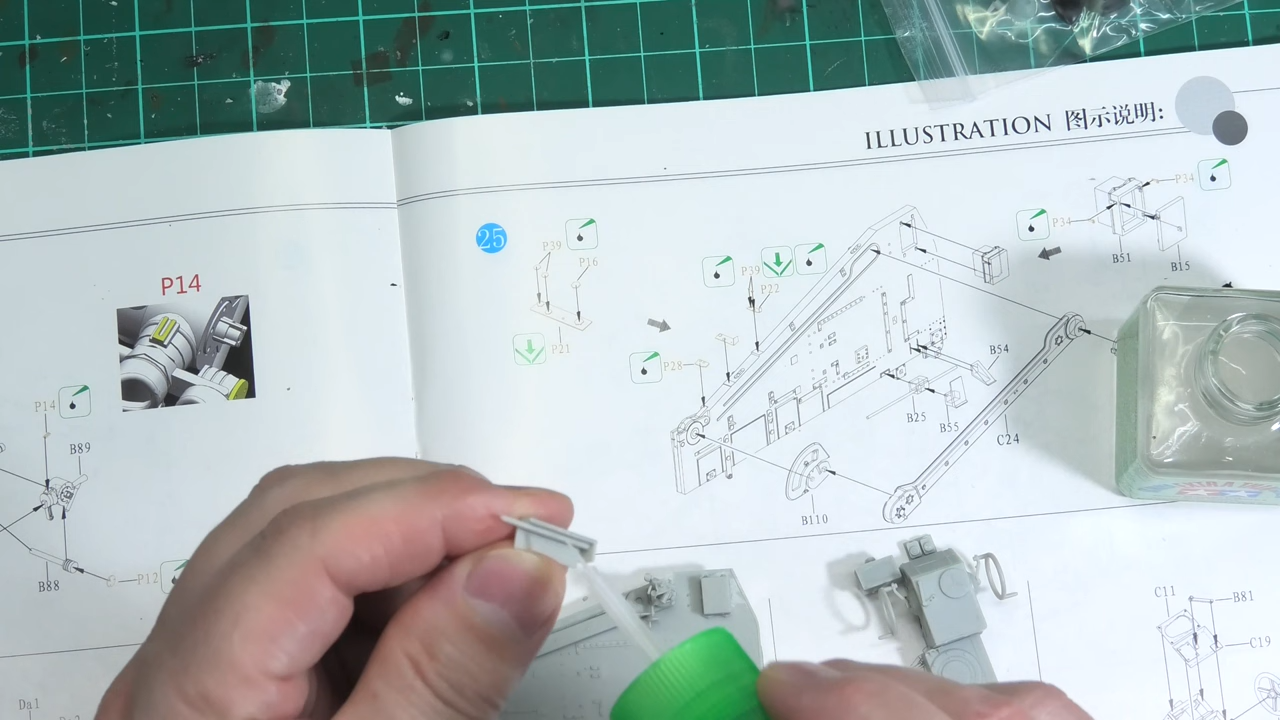 ILLUSTRATION 图示说明:
P14
P14
B89
B88
P12
25
P39
P16
P21
P39
P22
P28
B110
B25
B55
B54
C24
P34
P34
B51
B15
C11
B81
C19
Da1